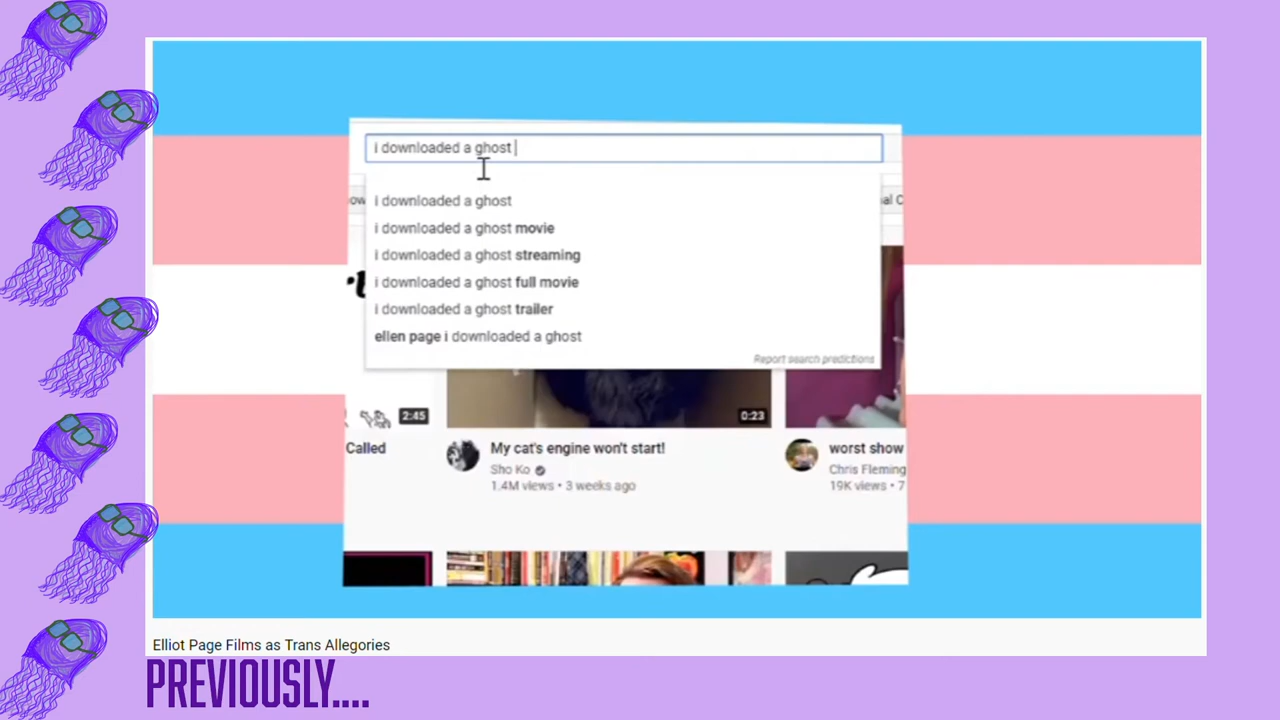 i downloaded a ghost
i downloaded a ghost
i downloaded a ghost movie
i downloaded a ghost streaming
i downloaded a ghost full movie
i downloaded a ghost trailer
ellen page i downloaded a ghost
Report search predictions
2:45
0:23
Called
My cat's engine won't start!
worst show
Sho Ko
Chris Fleming
1.4M views • 3 weeks ago
19K views • 7
Elliot Page Films as Trans Allegories
PREVIOUSLY....